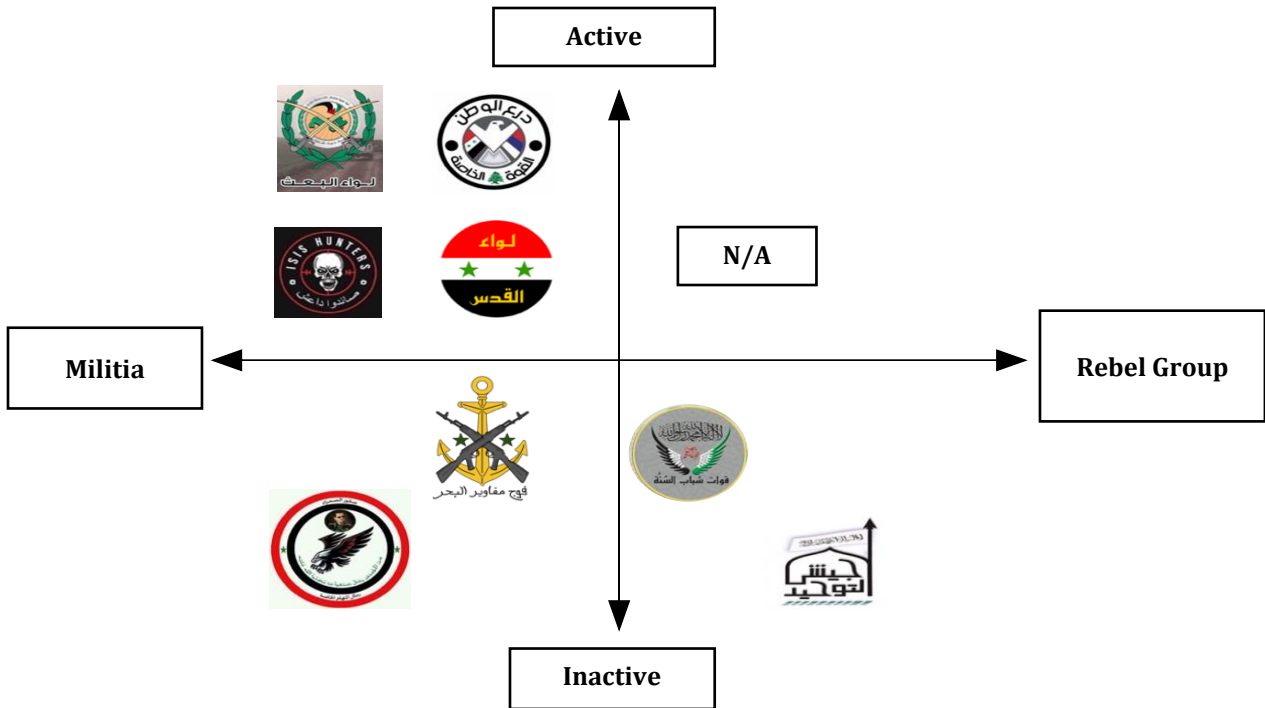 Active
درع الوطن
القوة الخاصة
لواء البعث
ISIS HUNTERS
صائدوا داعش
لواء
القدس
N/A
Militia
Rebel Group
فوج مغاوير البحر
قوات شباب السنة
جيش
التوحيد
Inactive